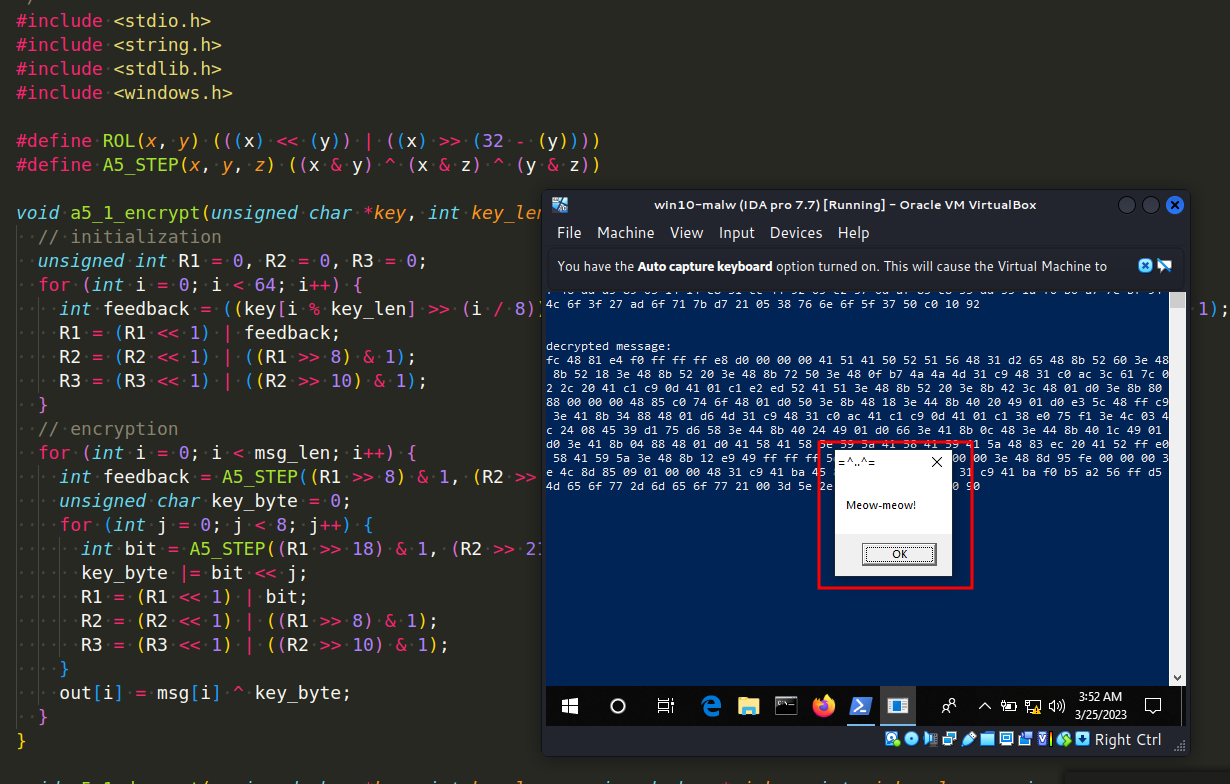 #include <stdio.h>
#include <string.h>
#include <stdlib.h>
#include <windows.h>
#define ROL(x, y) (((x) << (y)) | ((x) >> (32 - (y))))
#define A5_STEP(x, y, z) ((x & y) ^ (x & z) ^ (y & z))
void a5_1_encrypt(unsigned char *key, int key_len
// initialization
unsigned int R1 = 0, R2 = 0, R3 = 0;
for (int i = 0; i < 64; i++) {
int feedback = ((key[i % key_len] >> (i / 8)) 1);
R1 = (R1 << 1) | feedback;
R2 = (R2 << 1) | ((R1 >> 8) & 1);
R3 = (R3 << 1) | ((R2 >> 10) & 1);
}
// encryption
for (int i = 0; i < msg_len; i++) {
int feedback = A5_STEP((R1 >> 8) & 1, (R2 >>
unsigned char key_byte = 0;
for (int j = 0; j < 8; j++) {
int bit = A5_STEP((R1 >> 18) & 1, (R2 >> 21
key_byte |= bit << j;
R1 = (R1 << 1) | bit;
R2 = (R2 << 1) | ((R1 >> 8) & 1);
R3 = (R3 << 1) | ((R2 >> 10) & 1);
}
out[i] = msg[i] ^ key_byte;
}
}
win10-malw (IDA pro 7.7) [Running] - Oracle VM VirtualBox
File Machine View Input Devices Help
You have the Auto capture keyboard option turned on. This will cause the Virtual Machine to
4c 6f 3f 27 ad 6f 71 7b d7 21 05 38 76 6e 6f 5f 37 50 c0 10 92
decrypted message:
fc 48 81 e4 f0 ff ff ff e8 d0 00 00 00 41 51 41 50 52 51 56 48 31 d2 65 48 8b 52 60 3e 48
8b 52 18 3e 48 8b 52 20 3e 48 8b 72 50 3e 48 0f b7 4a 4a 4d 31 c9 48 31 c0 ac 3c 61 7c 0
2 2c 20 41 c1 c9 0d 41 01 c1 e2 ed 52 41 51 3e 48 8b 52 20 3e 8b 42 3c 48 01 d0 3e 8b 80
88 00 00 00 48 85 c0 74 6f 48 01 d0 50 3e 8b 48 18 3e 44 8b 40 20 49 01 d0 e3 5c 48 ff c9
3e 41 8b 34 88 48 01 d6 4d 31 c9 48 31 c0 ac 41 c1 c9 0d 41 01 c1 38 e0 75 f1 3e 4c 03 4
c 24 08 45 39 d1 75 d6 58 3e 44 8b 40 24 49 01 d0 66 3e 41 8b 0c 48 3e 44 8b 40 1c 49 01
d0 3e 41 8b 04 88 48 01 d0 41 58 41 58 5e 59 5a 41 58 41 59 41 5a 48 83 ec 20 41 52 ff e0
58 41 59 5a 3e 48 8b 12 e9 49 ff ff ff 00 00 3e 48 8d 95 fe 00 00 00 3
e 4c 8d 85 09 01 00 00 48 31 c9 41 ba 45 31 c9 41 ba f0 b5 a2 56 ff d5
4d 65 6f 77 2d 6d 65 6f 77 21 00 3d 5e 2e 90
=^..^=
Meow-meow!
OK
3:52 AM
3/25/2023
Right Ctrl